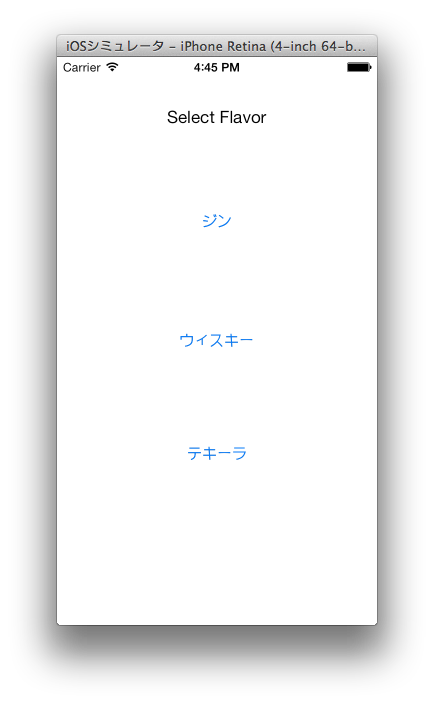 iOSシミュレータ - iPhone Retina (4-inch 64-b...
Carrier 4:45 PM
Select Flavor
ジン
ウィスキー
テキーラ